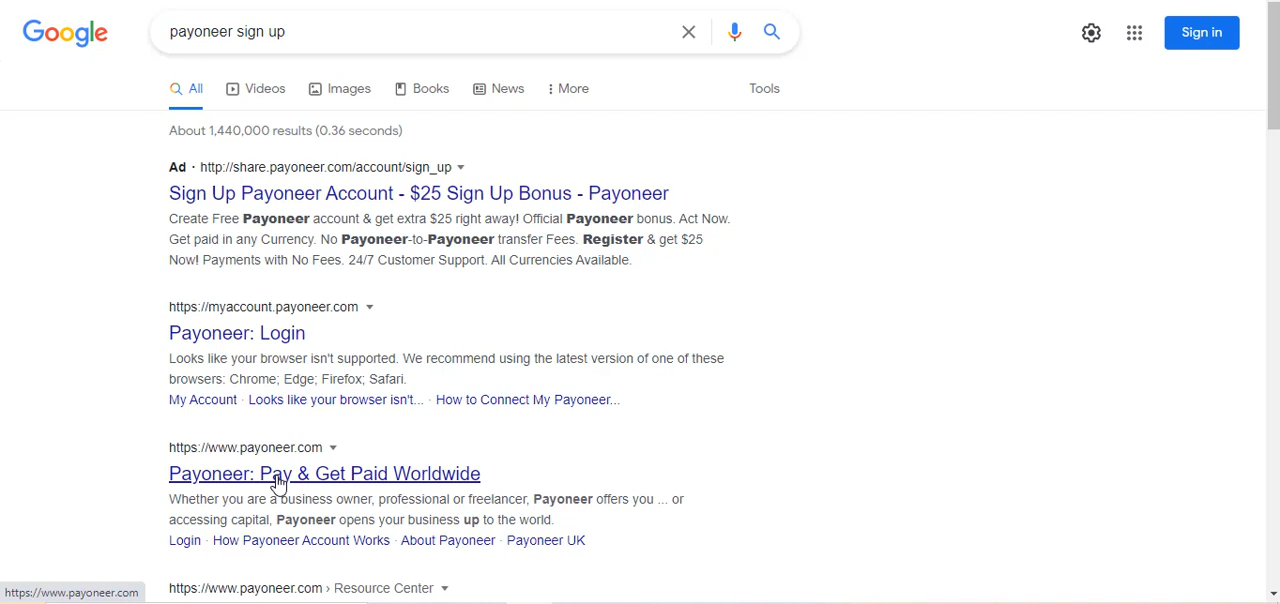 Google
payoneer sign up
Sign in
All Videos Images Books News More Tools
About 1,440,000 results (0.36 seconds)
Ad · http://share.payoneer.com/account/sign_up
Sign Up Payoneer Account - $25 Sign Up Bonus - Payoneer
Create Free Payoneer account & get extra $25 right away! Official Payoneer bonus. Act Now.
Get paid in any Currency. No Payoneer-to-Payoneer transfer Fees. Register & get $25
Now! Payments with No Fees. 24/7 Customer Support. All Currencies Available.
https://myaccount.payoneer.com
Payoneer: Login
Looks like your browser isn't supported. We recommend using the latest version of one of these
browsers: Chrome; Edge; Firefox; Safari.
My Account · Looks like your browser isn't... · How to Connect My Payoneer...
https://www.payoneer.com
Payoneer: Pay & Get Paid Worldwide
Whether you are a business owner, professional or freelancer, Payoneer offers you ... or
accessing capital, Payoneer opens your business up to the world.
Login · How Payoneer Account Works · About Payoneer · Payoneer UK
https://www.payoneer.com › Resource Center
https://www.payoneer.com